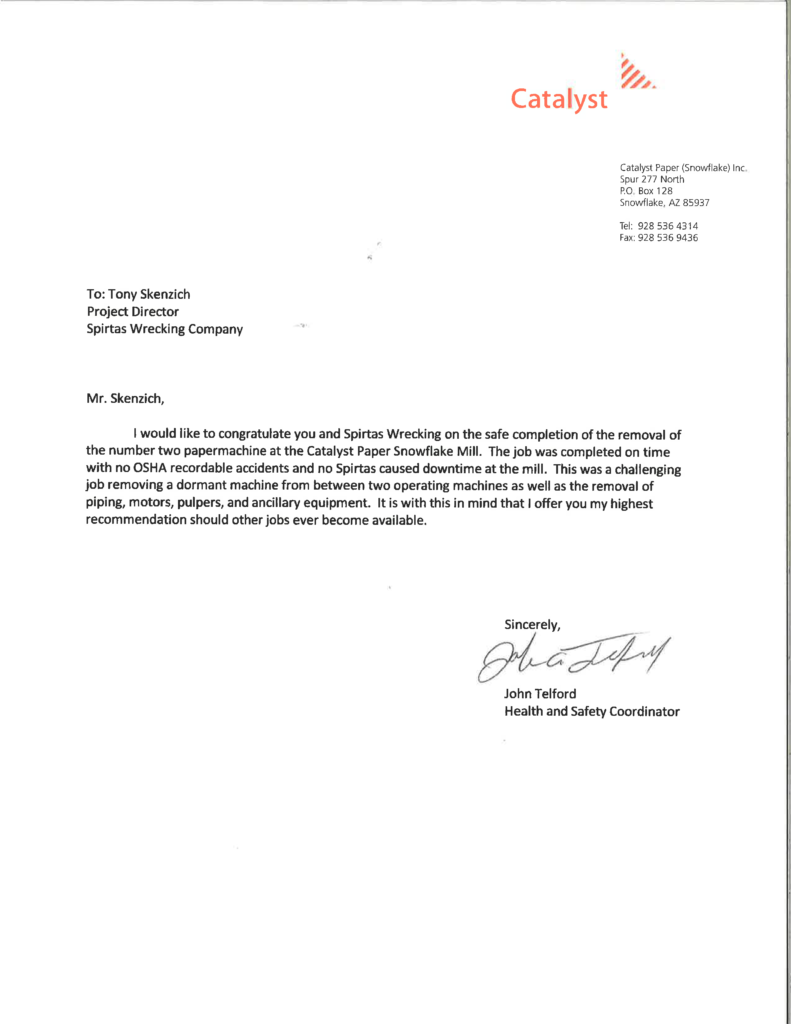 Catalyst
Catalyst Paper (Snowflake) Inc.
Spur 277 North
P.O. Box 128
Snowflake, AZ 85937
Tel: 928 536 4314
Fax: 928 536 9436
To: Tony Skenzich
Project Director
Spirtas Wrecking Company
Mr. Skenzich,
I would like to congratulate you and Spirtas Wrecking on the safe completion of the removal of
the number two papermachine at the Catalyst Paper Snowflake Mill. The job was completed on time
with no OSHA recordable accidents and no Spirtas caused downtime at the mill. This was a challenging
job removing a dormant machine from between two operating machines as well as the removal of
piping, motors, pulpers, and ancillary equipment. It is with this in mind that I offer you my highest
recommendation should other jobs ever become available.
Sincerely,
John Telford
John Telford
Health and Safety Coordinator